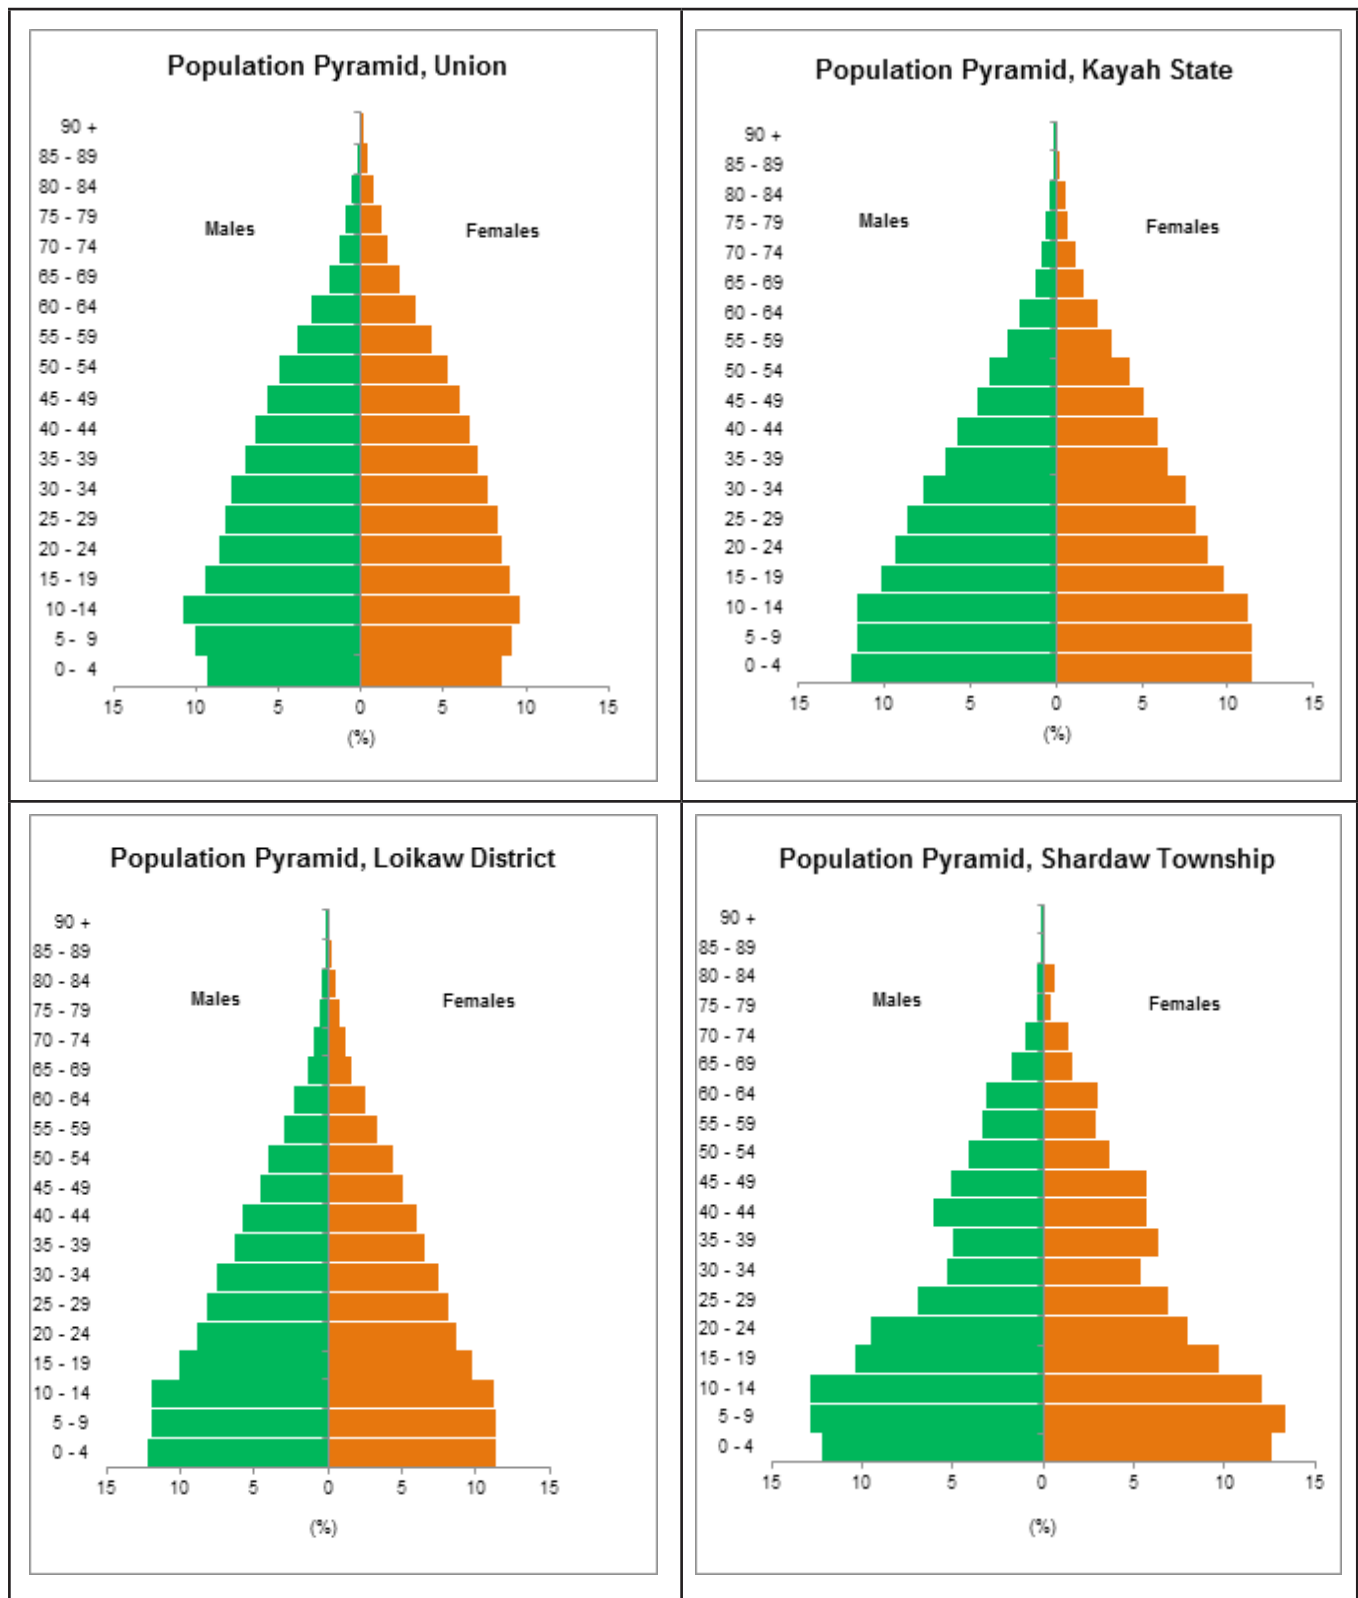 Population Pyramid, Union
90 +
85 - 89
80 - 84
75 - 79
70 - 74
65 - 69
60 - 64
55 - 59
50 - 54
45 - 49
40 - 44
35 - 39
30 - 34
25 - 29
20 - 24
15 - 19
10 -14
5 - 9
0 - 4
Males
Females
15 10 5 0 5 10 15
(%)
Population Pyramid, Kayah State
90 +
85 - 89
80 - 84
75 - 79
70 - 74
65 - 69
60 - 64
55 - 59
50 - 54
45 - 49
40 - 44
35 - 39
30 - 34
25 - 29
20 - 24
15 - 19
10 - 14
5 - 9
0 - 4
Males
Females
15 10 5 0 5 10 15
(%)
Population Pyramid, Loikaw District
90 +
85 - 89
80 - 84
75 - 79
70 - 74
65 - 69
60 - 64
55 - 59
50 - 54
45 - 49
40 - 44
35 - 39
30 - 34
25 - 29
20 - 24
15 - 19
10 - 14
5 - 9
0 - 4
Males
Females
15 10 5 0 5 10 15
(%)
Population Pyramid, Shardaw Township
90 +
85 - 89
80 - 84
75 - 79
70 - 74
65 - 69
60 - 64
55 - 59
50 - 54
45 - 49
40 - 44
35 - 39
30 - 34
25 - 29
20 - 24
15 - 19
10 - 14
5 - 9
0 - 4
Males
Females
15 10 5 0 5 10 15
(%)